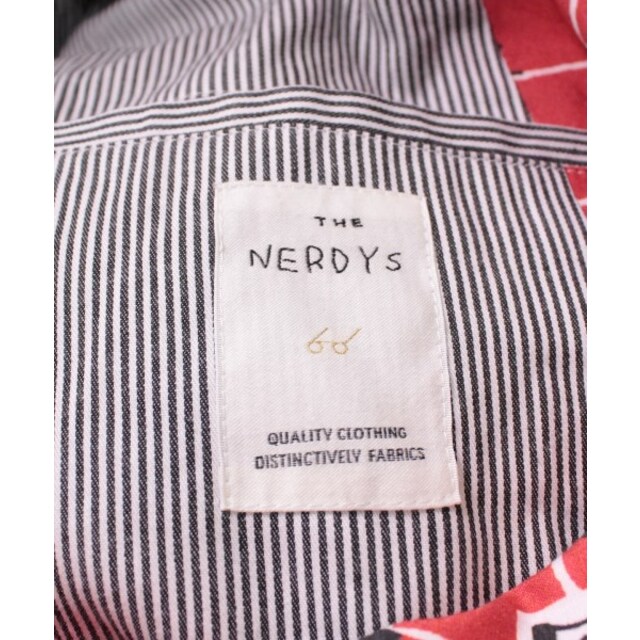 THE
NERDYS
QUALITY CLOTHING
DISTINCTIVELY FABRICS